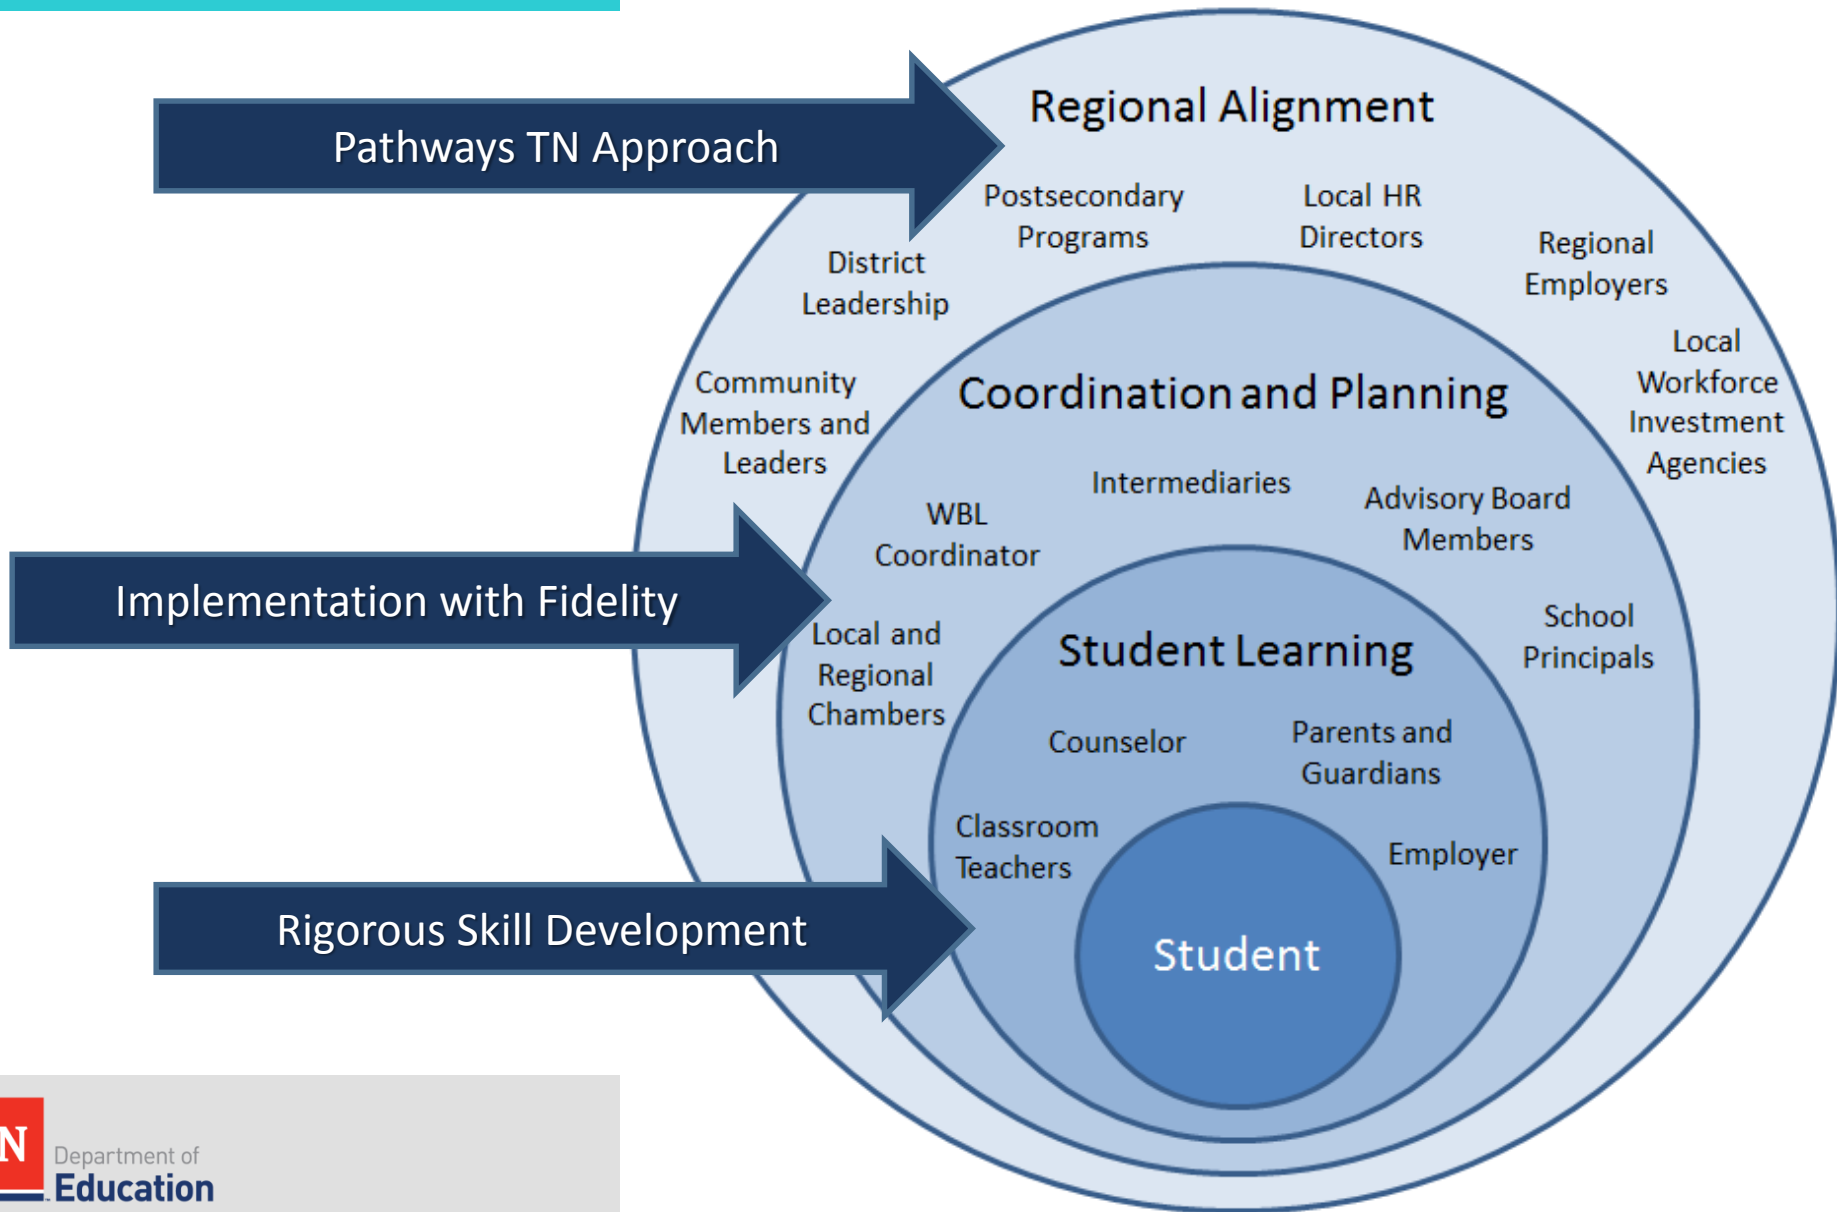 Pathways TN Approach
Regional Alignment
Postsecondary
Programs
Local HR
Directors
Regional
Employers
District
Leadership
Local
Workforce
Investment
Agencies
Community
Members and
Leaders
Implementation with Fidelity
Coordination and Planning
Intermediaries
WBL
Coordinator
Advisory Board
Members
Local and
Regional
Chambers
School
Principals
Rigorous Skill Development
Student Learning
Counselor
Parents and
Guardians
Classroom
Teachers
Employer
Student
N
Department of
Education